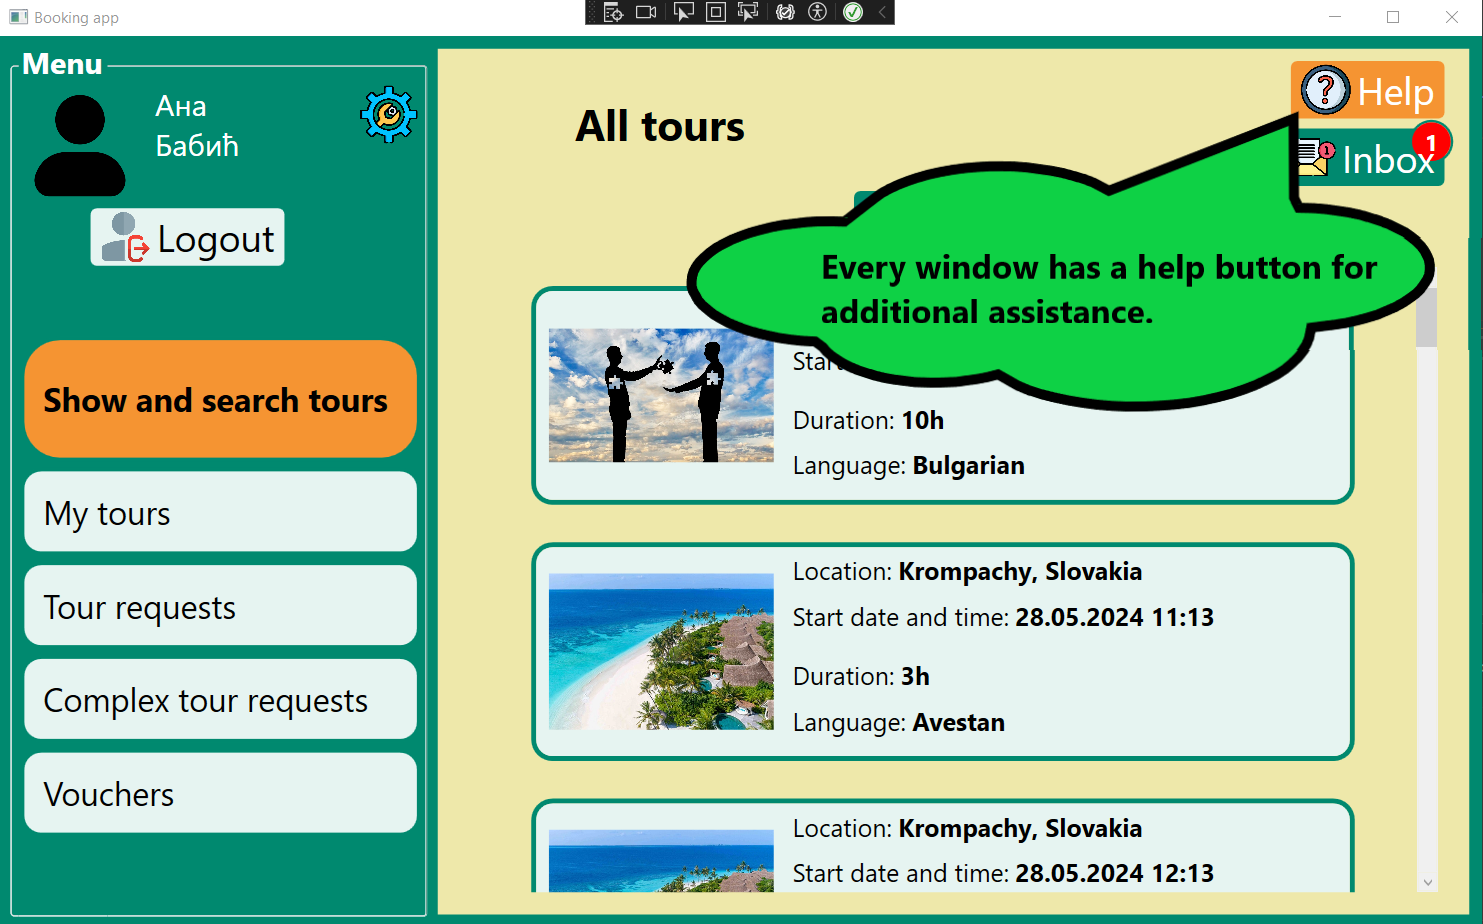 Booking app
Menu
Ана
Бабић
Logout
Show and search tours
My tours
Tour requests
Complex tour requests
Vouchers
All tours
Help
1
Inbox
1
Every window has a help button for
additional assistance.
Duration: 10h
Language: Bulgarian
Location: Krompachy, Slovakia
Start date and time: 28.05.2024 11:13
Duration: 3h
Language: Avestan
Location: Krompachy, Slovakia
Start date and time: 28.05.2024 12:13